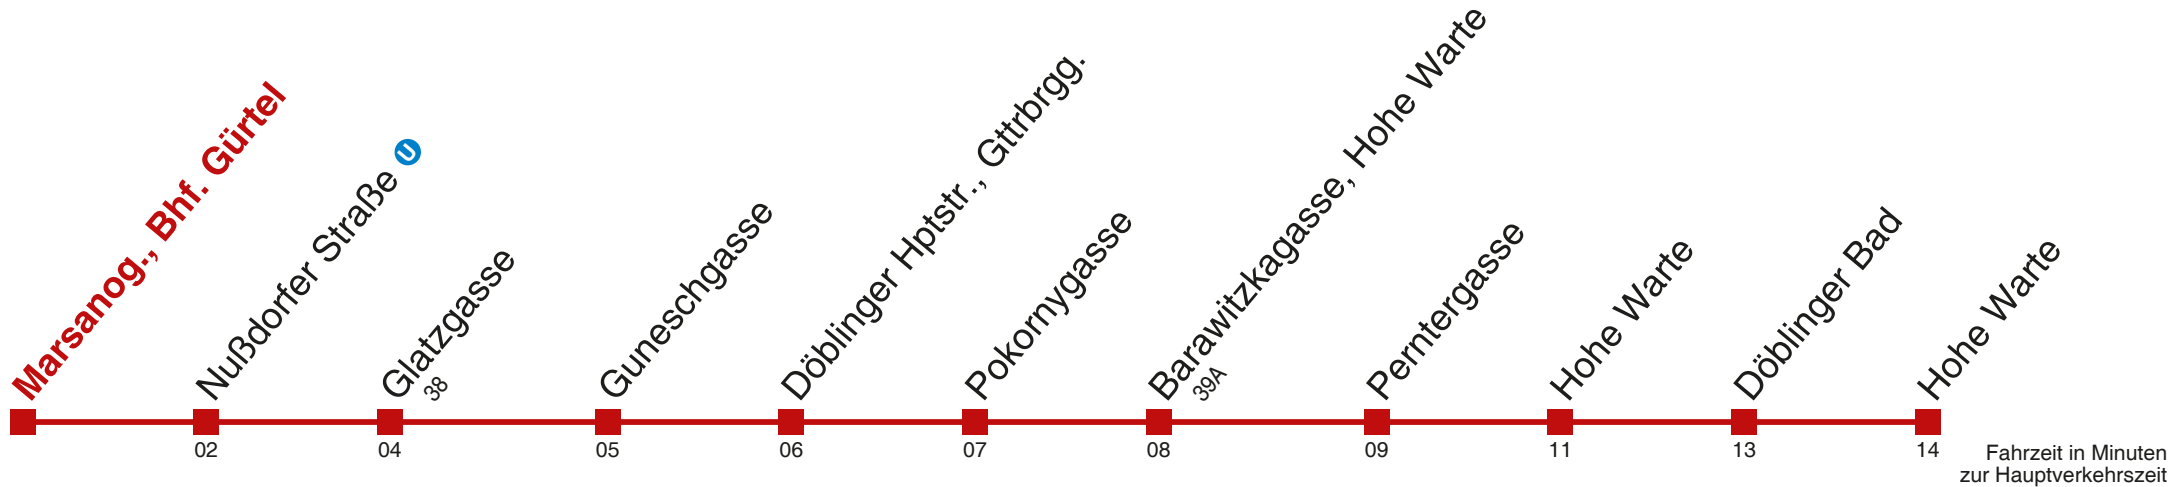 Marsanog., Bhf. Gürtel
Nußdorfer Straße U
Glatzgasse
38
Guneschgasse
Döblinger Hptstr., Gttrbrgg.
Pokornygasse
Barawitzkagasse, Hohe Warte
39A
Perntergasse
Hohe Warte
Döblinger Bad
Hohe Warte
02 04 05 06 07 08 09 11 13 14
Fahrzeit in Minuten
zur Hauptverkehrszeit